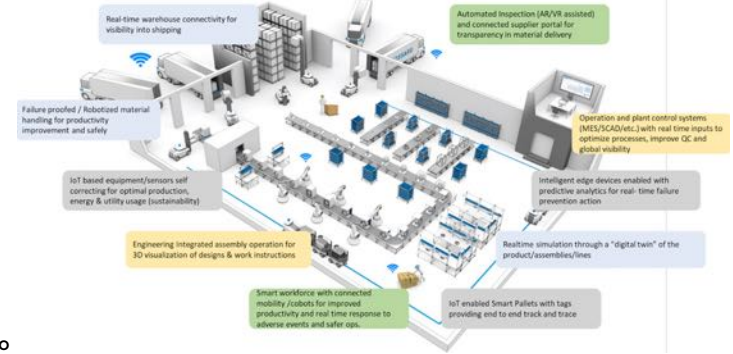 Real-time warehouse connectivity for
visibility into shipping
Automated Inspection (AR/VR assisted)
and connected supplier portal for
transparency in material delivery
Failure proofed / Robotized material
handling for productivity
improvement and safely
Operation and plant control systems
(MES/SCAD/etc.) with real time inputs to
optimize processes, improve QC and
global visibility
IoT based equipment/sensors self
correcting for optimal production,
energy & utility usage (sustainability)
Intelligent edge devices enabled with
predictive analytics for real- time failure
prevention action
Engineering integrated assembly operation for
3D visualization of designs & work instructions
Realtime simulation through a "digital twin" of the
product/assemblies/lines
Smart workforce with connected
mobility /cobots for improved
productivity and real time response to
adverse events and safer ops.
IoT enabled Smart Pallets with tags
providing end to end track and trace
o